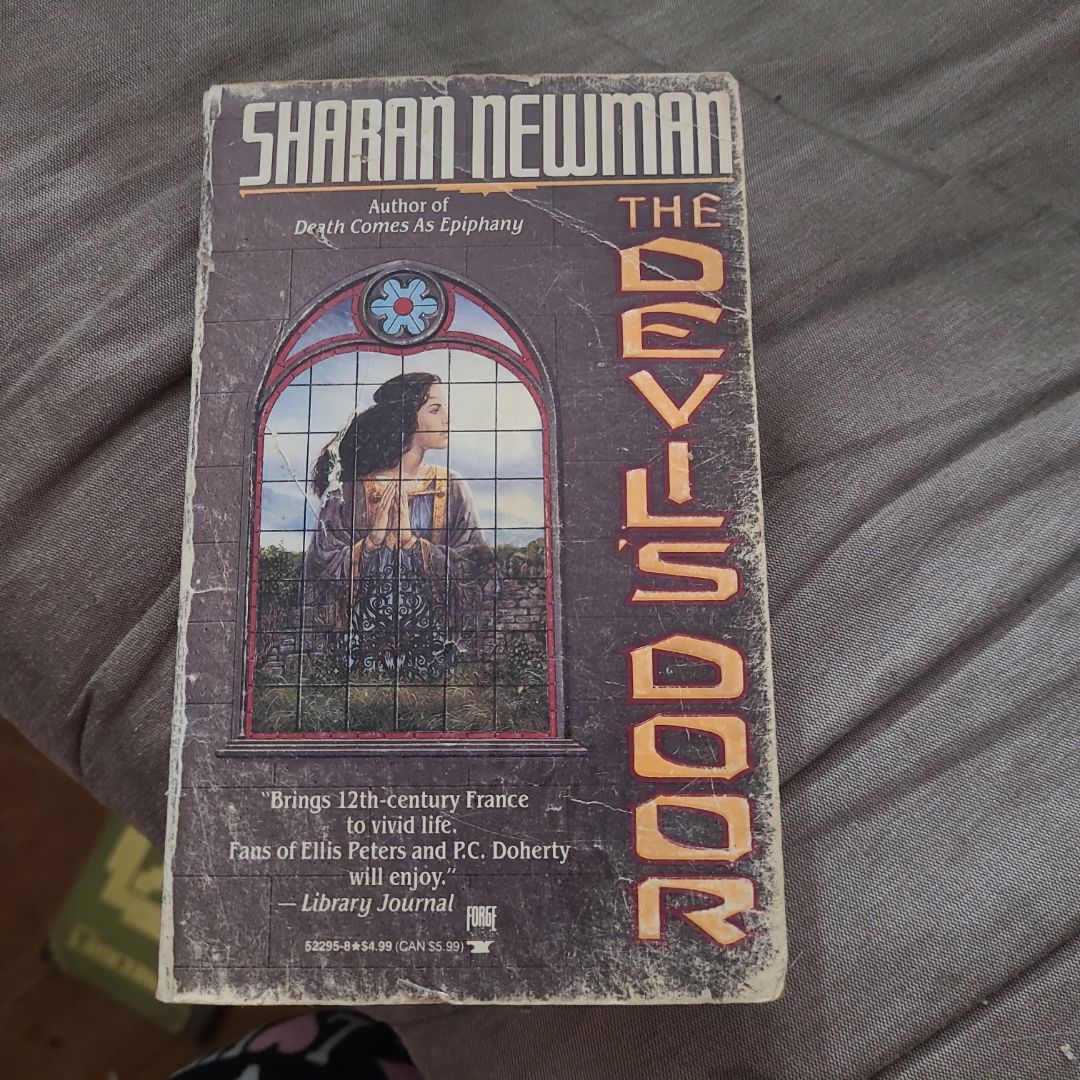 SHARAN NEWMAN
Author of
Death Comes As Epiphany
THE
DEVIL'S
DOOR
"Brings 12th-century France
to vivid life.
Fans of Ellis Peters and P.C. Doherty
will enjoy."
— Library Journal
FORGE
52295-8★$4.99 (CAN $5.99)